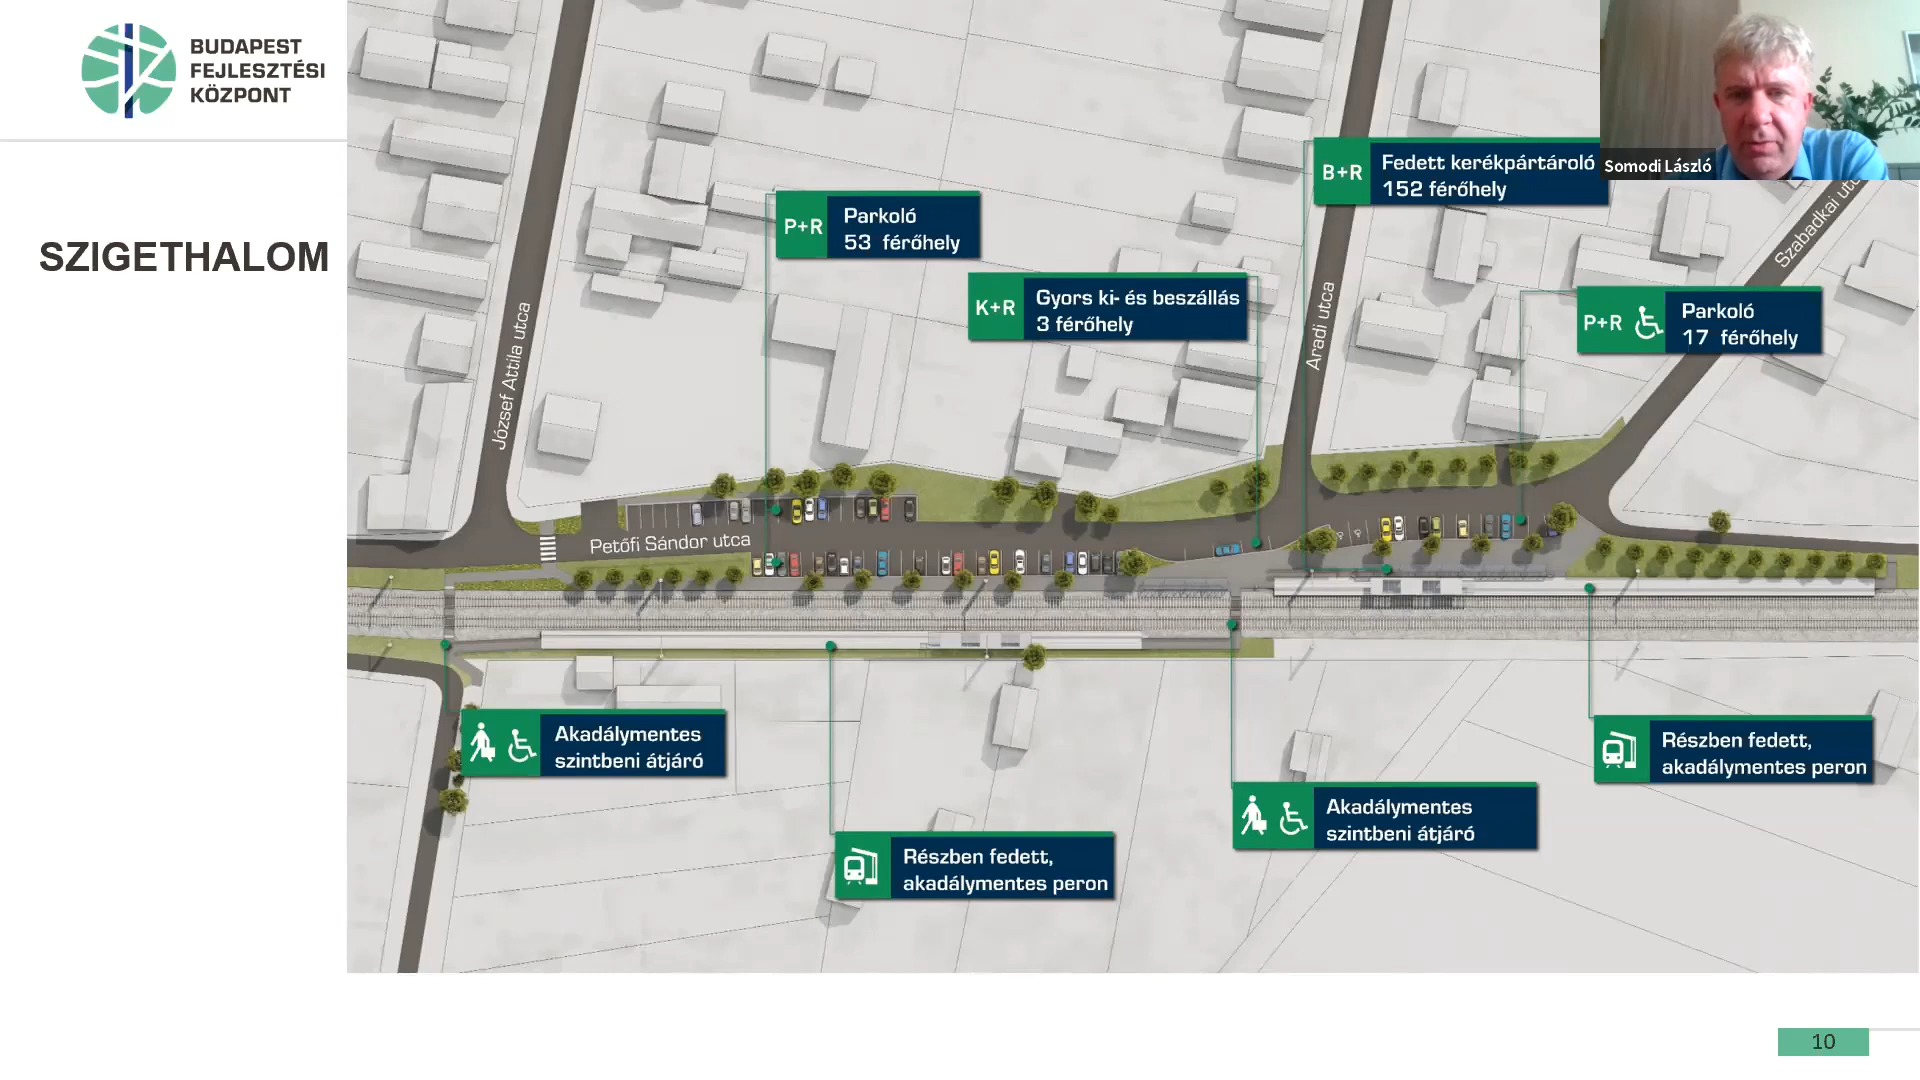 BUDAPEST
FEJLESZTÉSI
KÖZPONT
SZIGETHALOM
Somodi László
B+R
Fedett kerékpártároló
152 férőhely
P+R
Parkoló
53 férőhely
K+R
Gyors ki- és beszállás
3 férőhely
P+R
Parkoló
17 férőhely
József Attila utca
Aradi utca
Szabadkai utca
Petőfi Sándor utca
Akadálymentes
szintbeni átjáró
Részben fedett,
akadálymentes peron
Akadálymentes
szintbeni átjáró
Részben fedett,
akadálymentes peron
10